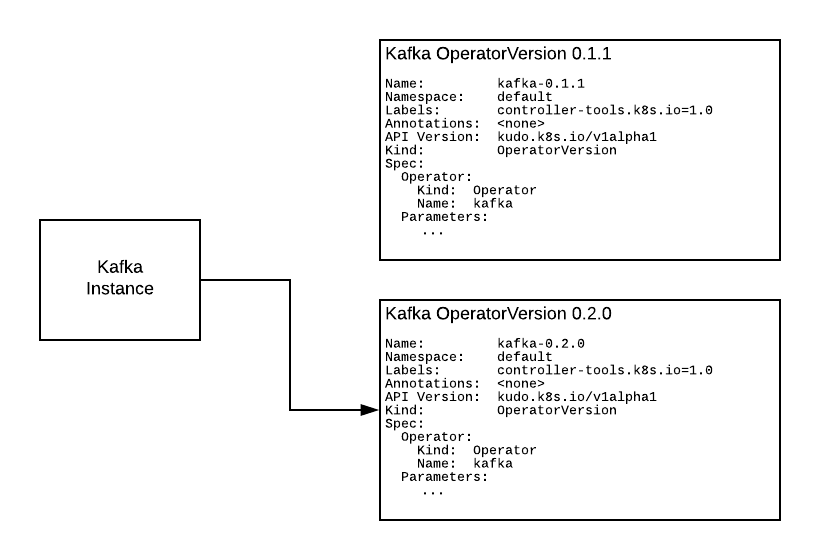 Kafka OperatorVersion 0.1.1
Name:         kafka-0.1.1
Namespace:    default
Labels:       controller-tools.k8s.io=1.0
Annotations:  <none>
API Version:  kudo.k8s.io/v1alpha1
Kind:         OperatorVersion
Spec:
  Operator:
    Kind:  Operator
    Name:  kafka
  Parameters:
    ...
Kafka
Instance
Kafka OperatorVersion 0.2.0
Name:         kafka-0.2.0
Namespace:    default
Labels:       controller-tools.k8s.io=1.0
Annotations:  <none>
API Version:  kudo.k8s.io/v1alpha1
Kind:         OperatorVersion
Spec:
  Operator:
    Kind:  Operator
    Name:  kafka
  Parameters:
    ...